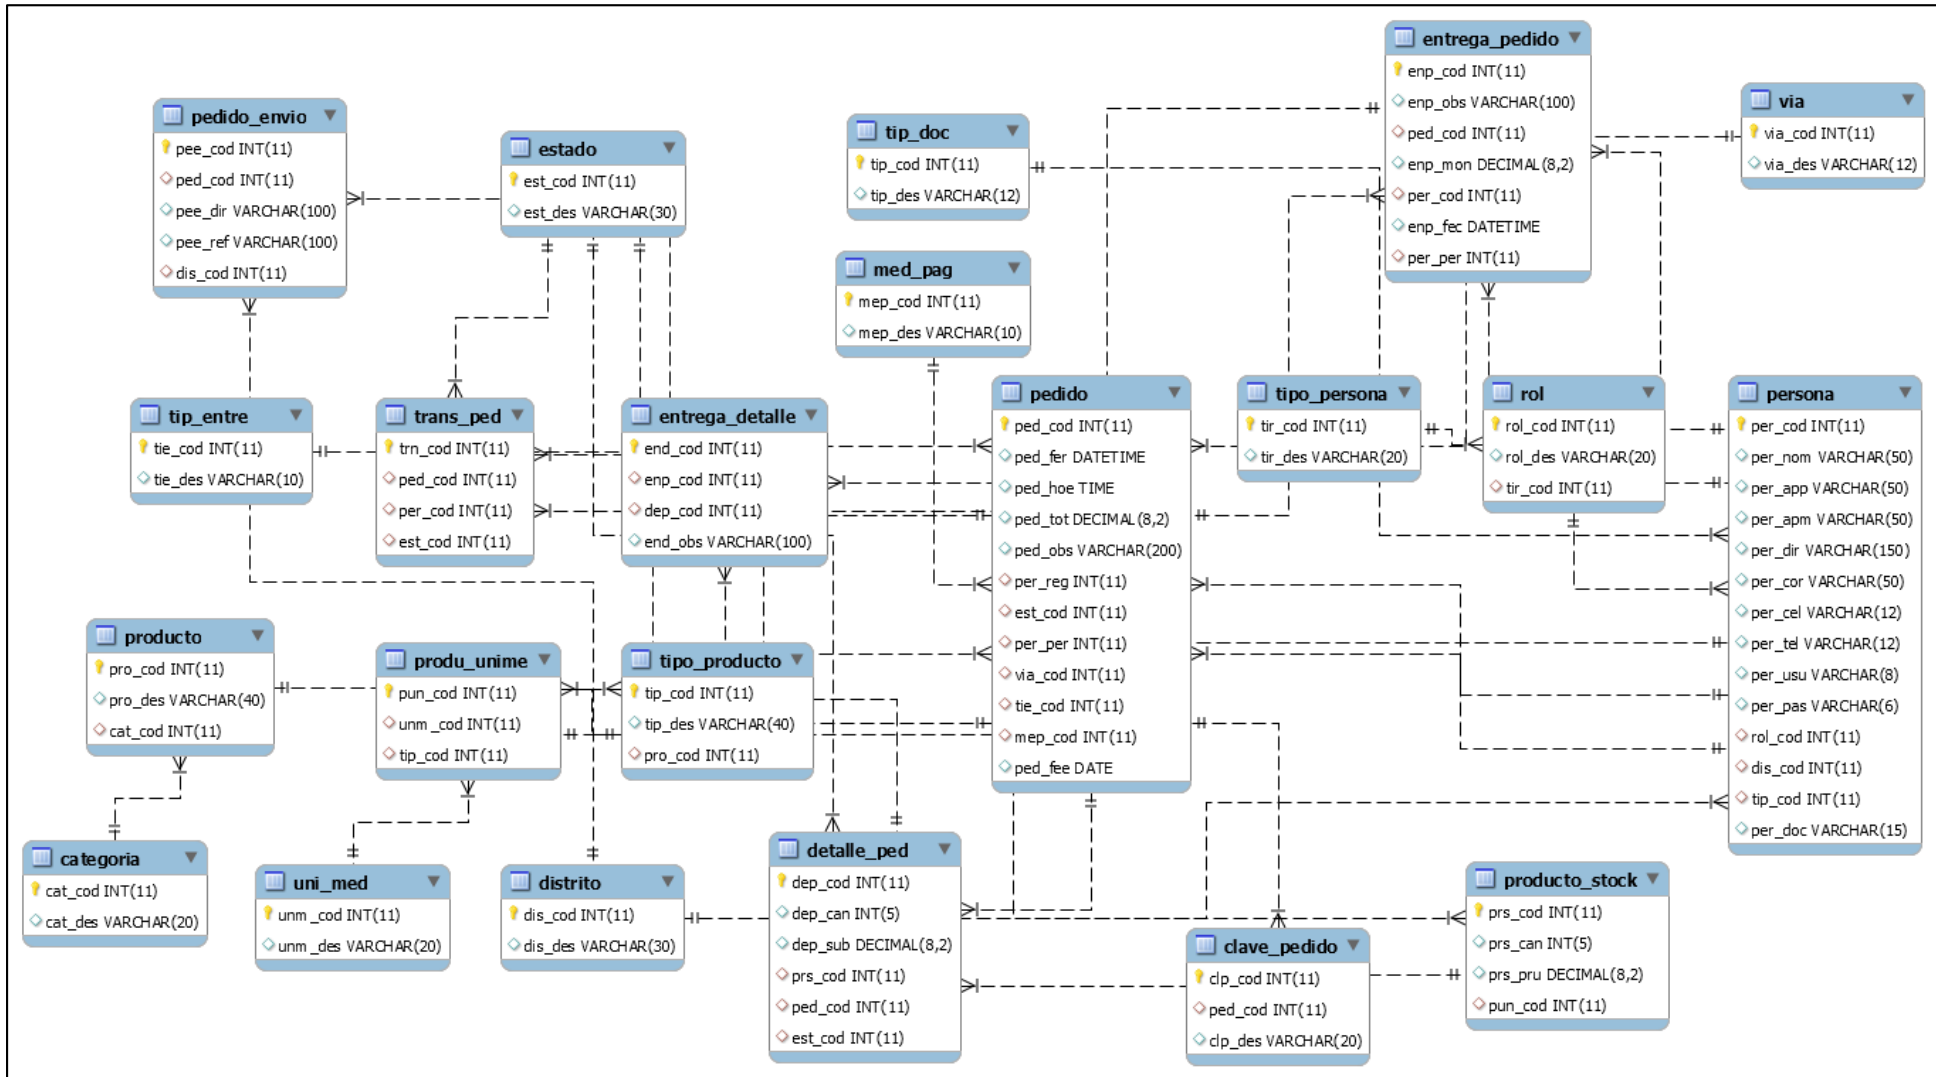 entrega_pedido
enp_cod INT(11)
enp_obs VARCHAR(100)
ped_cod INT(11)
enp_mon DECIMAL(8,2)
per_cod INT(11)
enp_fec DATETIME
per_per INT(11)
via
via_cod INT(11)
via_des VARCHAR(12)
pedido_envio
pee_cod INT(11)
ped_cod INT(11)
pee_dir VARCHAR(100)
pee_ref VARCHAR(100)
dis_cod INT(11)
estado
est_cod INT(11)
est_des VARCHAR(30)
tip_doc
tip_cod INT(11)
tip_des VARCHAR(12)
med_pag
mep_cod INT(11)
mep_des VARCHAR(10)
tip_entre
tie_cod INT(11)
tie_des VARCHAR(10)
trans_ped
trn_cod INT(11)
ped_cod INT(11)
per_cod INT(11)
est_cod INT(11)
entrega_detalle
end_cod INT(11)
enp_cod INT(11)
dep_cod INT(11)
end_obs VARCHAR(100)
pedido
ped_cod INT(11)
ped_fer DATETIME
ped_hoe TIME
ped_tot DECIMAL(8,2)
ped_obs VARCHAR(200)
per_reg INT(11)
est_cod INT(11)
per_per INT(11)
via_cod INT(11)
tie_cod INT(11)
mep_cod INT(11)
ped_fee DATE
tipo_persona
tir_cod INT(11)
tir_des VARCHAR(20)
rol
rol_cod INT(11)
rol_des VARCHAR(20)
tir_cod INT(11)
persona
per_cod INT(11)
per_nom VARCHAR(50)
per_app VARCHAR(50)
per_apm VARCHAR(50)
per_dir VARCHAR(150)
per_cor VARCHAR(50)
per_cel VARCHAR(12)
per_tel VARCHAR(12)
per_usu VARCHAR(8)
per_pas VARCHAR(6)
rol_cod INT(11)
dis_cod INT(11)
tip_cod INT(11)
per_doc VARCHAR(15)
producto
pro_cod INT(11)
pro_des VARCHAR(40)
cat_cod INT(11)
produ_unime
pun_cod INT(11)
unm _cod INT(11)
tip_cod INT(11)
tipo_producto
tip_cod INT(11)
tip_des VARCHAR(40)
pro_cod INT(11)
categoria
cat_cod INT(11)
cat_des VARCHAR(20)
uni_med
unm _cod INT(11)
unm _des VARCHAR(20)
distrito
dis_cod INT(11)
dis_des VARCHAR(30)
detalle_ped
dep_cod INT(11)
dep_can INT(5)
dep_sub DECIMAL(8,2)
prs_cod INT(11)
ped_cod INT(11)
est_cod INT(11)
clave_pedido
clp_cod INT(11)
ped_cod INT(11)
clp_des VARCHAR(20)
producto_stock
prs_cod INT(11)
prs_can INT(5)
prs_pru DECIMAL(8,2)
pun_cod INT(11)